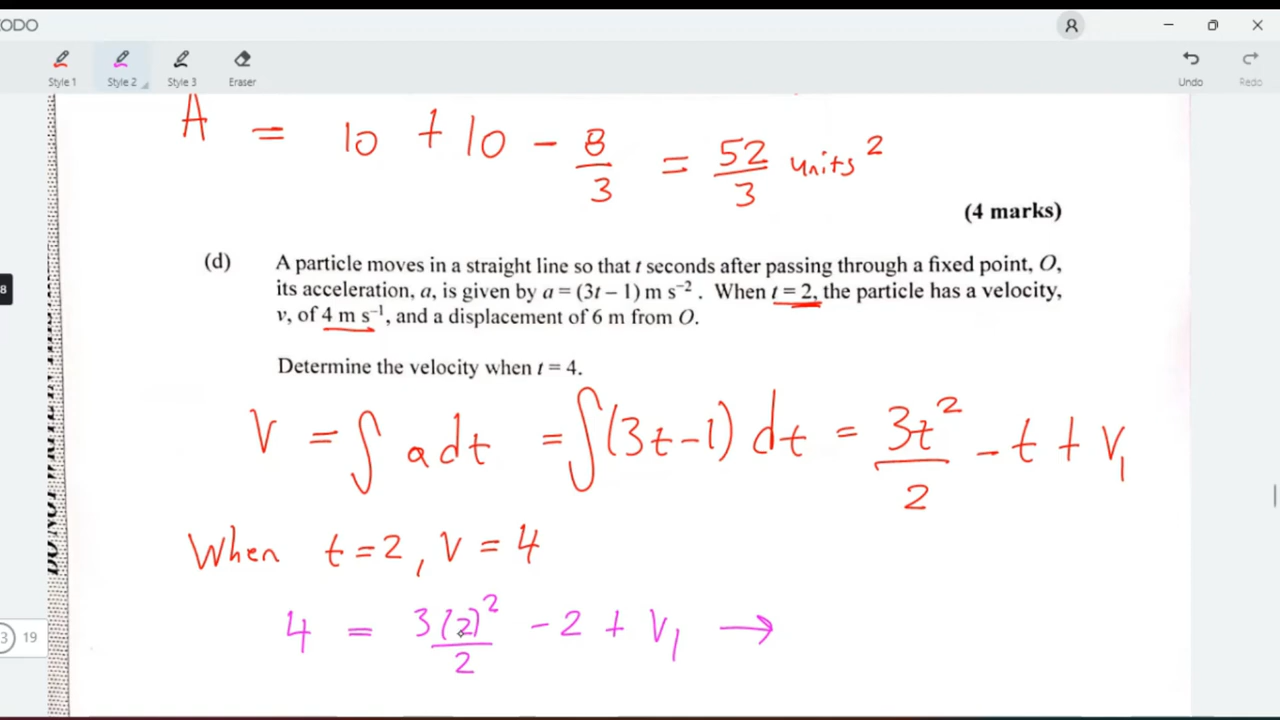 ODO
Style 1 Style 2 Style 3 Eraser Undo Redo
A = 10 + 10 - 8/3 = 52/3 units²
(4 marks)
(d) A particle moves in a straight line so that t seconds after passing through a fixed point, O,
its acceleration, a, is given by a = (3t – 1) m s⁻². When t = 2, the particle has a velocity,
v, of 4 m s⁻¹, and a displacement of 6 m from O.
Determine the velocity when t = 4.
V = ∫ a dt = ∫(3t-1) dt = 3t²/2 - t + V₁
When t = 2, V = 4
4 = 3(2)²/2 - 2 + V₁ →
8
3 19